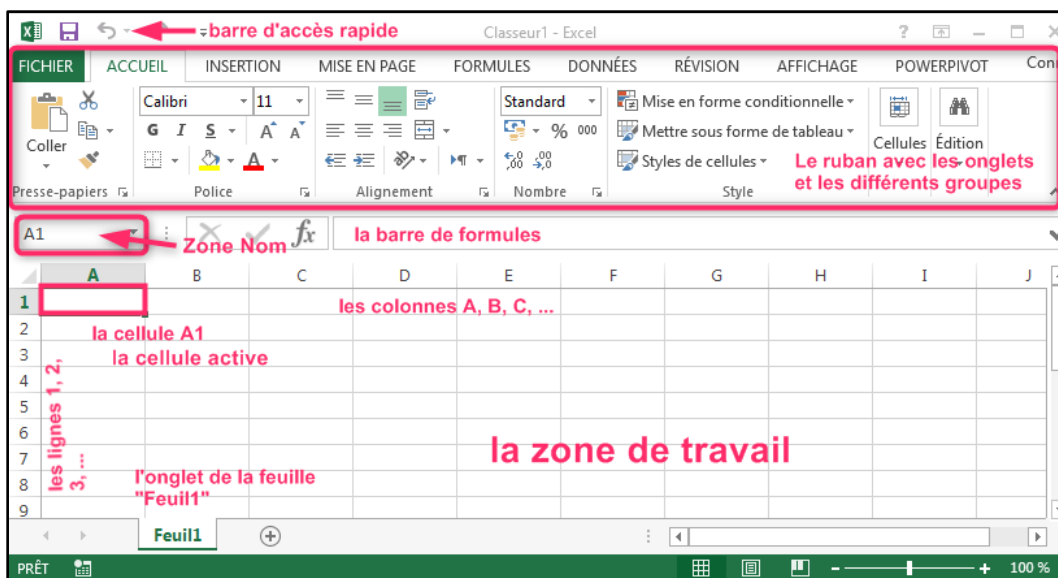 barre d'accès rapide
Classeur1 - Excel
?
FICHIER ACCUEIL INSERTION MISE EN PAGE FORMULES DONNÉES RÉVISION AFFICHAGE POWERPIVOT
Calibri 11 Standard Mise en forme conditionnelle
G I S A A % 000 Mettre sous forme de tableau
Coller Cellules Édition
A ,00 Styles de cellules
Le ruban avec les onglets
et les différents groupes
Presse-papiers Police Alignement Nombre Style
A1 fx la barre de formules
Zone Nom
A B C D E F G H I J
1
les colonnes A, B, C, ...
2
la cellule A1
3
la cellule active
4
5
6
7
8
9
les lignes 1, 2,
3, ...
la zone de travail
l'onglet de la feuille
"Feuil1"
Feuil1
PRÊT 100 %